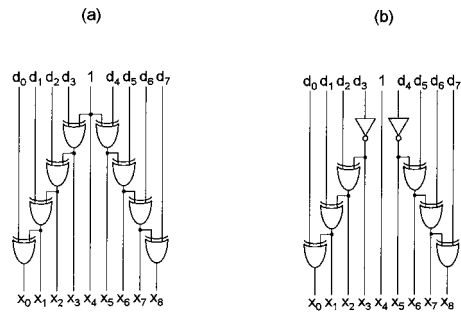 (a) (b)
d0 d1 d2 d3 1 d4 d5 d6 d7 d0 d1 d2 d3 1 d4 d5 d6 d7
x0 x1 x2 x3 x4 x5 x6 x7 x8 x0 x1 x2 x3 x4 x5 x6 x7 x8